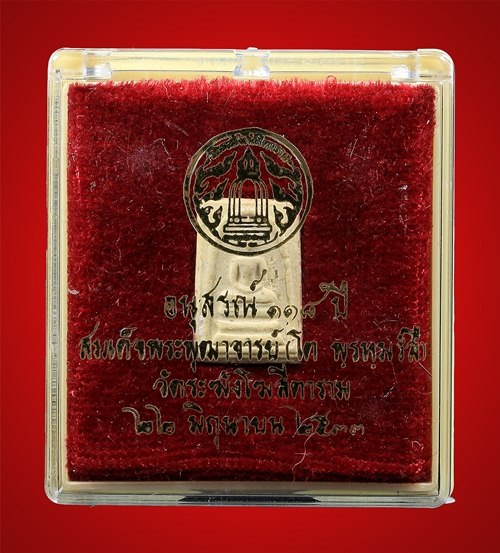 อนุสรณ์ ๑๑๘ ปี
สมเด็จพระพุฒาจารย์ (โต พฺรหฺมรํสี)
วัดระฆังโฆสิตาราม
๒๒ มิถุนายน ๒๕๓๓